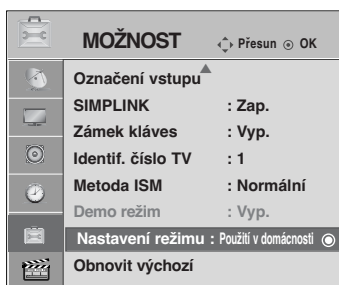 MOŽNOST Přesun OK
Označení vstupu
SIMPLINK : Zap.
Zámek kláves : Vyp.
Identif. číslo TV : 1
Metoda ISM : Normální
Demo režim : Vyp.
Nastavení režimu : Použití v domácnosti
Obnovit výchozí